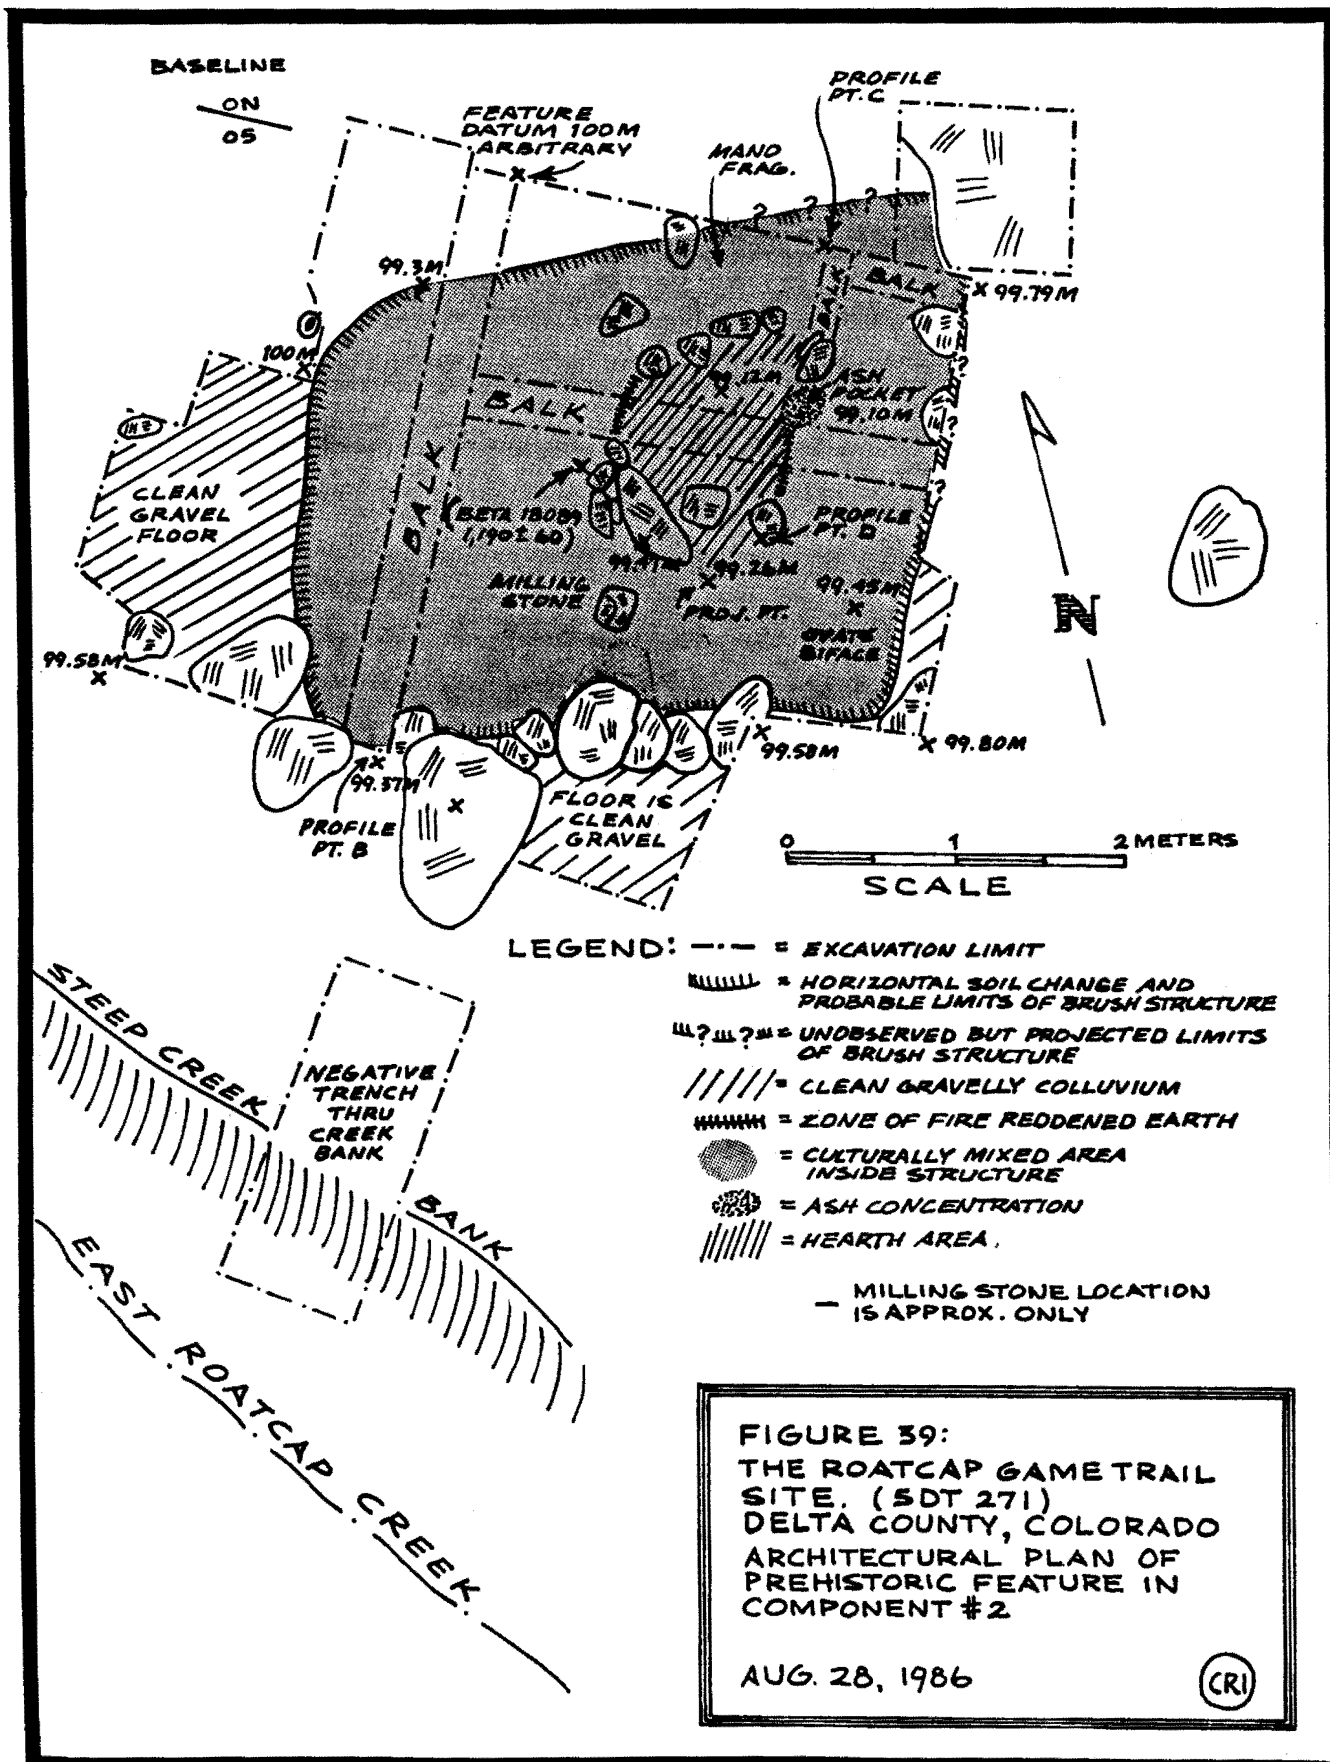 BASELINE
ON
OS
FEATURE
DATUM 100M
ARBITRARY
MANO
FRAG.
PROFILE
PT. C
99.3M
BALK
BALK
99.79M
100M
99.12M
ASH
POCKET
99.10M
BALK
BALK
CLEAN
GRAVEL
FLOOR
(BETA 18089
1,190±60)
PROFILE
PT. D
99.26M
99.45M
MILLING
STONE
PROJ. PT.
OVATE
BIFACE
N
99.58M
99.58M
99.80M
99.37M
PROFILE
PT. B
FLOOR IS
CLEAN
GRAVEL
0 1 2 METERS
SCALE
LEGEND:
= EXCAVATION LIMIT
= HORIZONTAL SOIL CHANGE AND
PROBABLE LIMITS OF BRUSH STRUCTURE
? ? = UNOBSERVED BUT PROJECTED LIMITS
OF BRUSH STRUCTURE
= CLEAN GRAVELLY COLLUVIUM
= ZONE OF FIRE REDDENED EARTH
= CULTURALLY MIXED AREA
INSIDE STRUCTURE
= ASH CONCENTRATION
= HEARTH AREA.
— MILLING STONE LOCATION
IS APPROX. ONLY
STEEP CREEK BANK
NEGATIVE
TRENCH
THRU
CREEK
BANK
EAST ROATCAP CREEK
FIGURE 39:
THE ROATCAP GAME TRAIL
SITE. (5DT 271)
DELTA COUNTY, COLORADO
ARCHITECTURAL PLAN OF
PREHISTORIC FEATURE IN
COMPONENT #2
AUG. 28, 1986
CRI